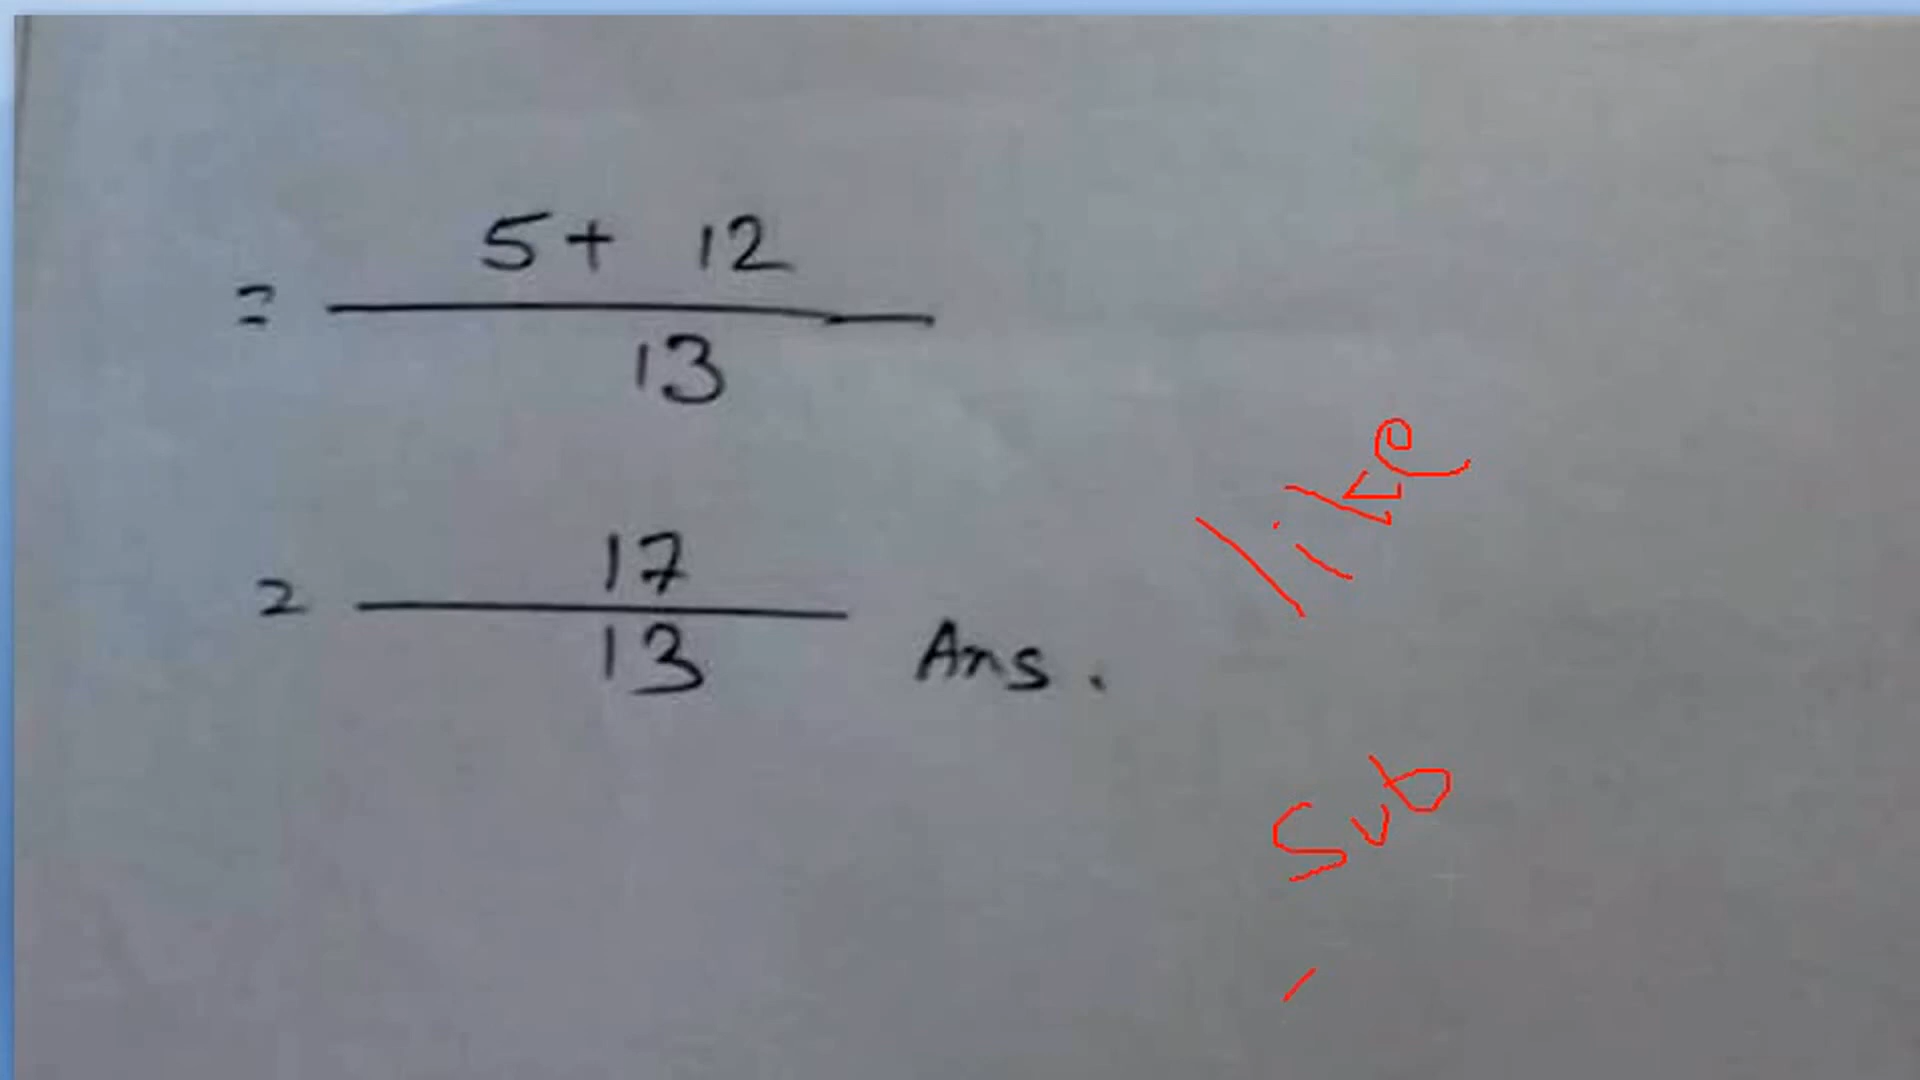 = 5 + 12
13
= 17
13 Ans.
like
Sub